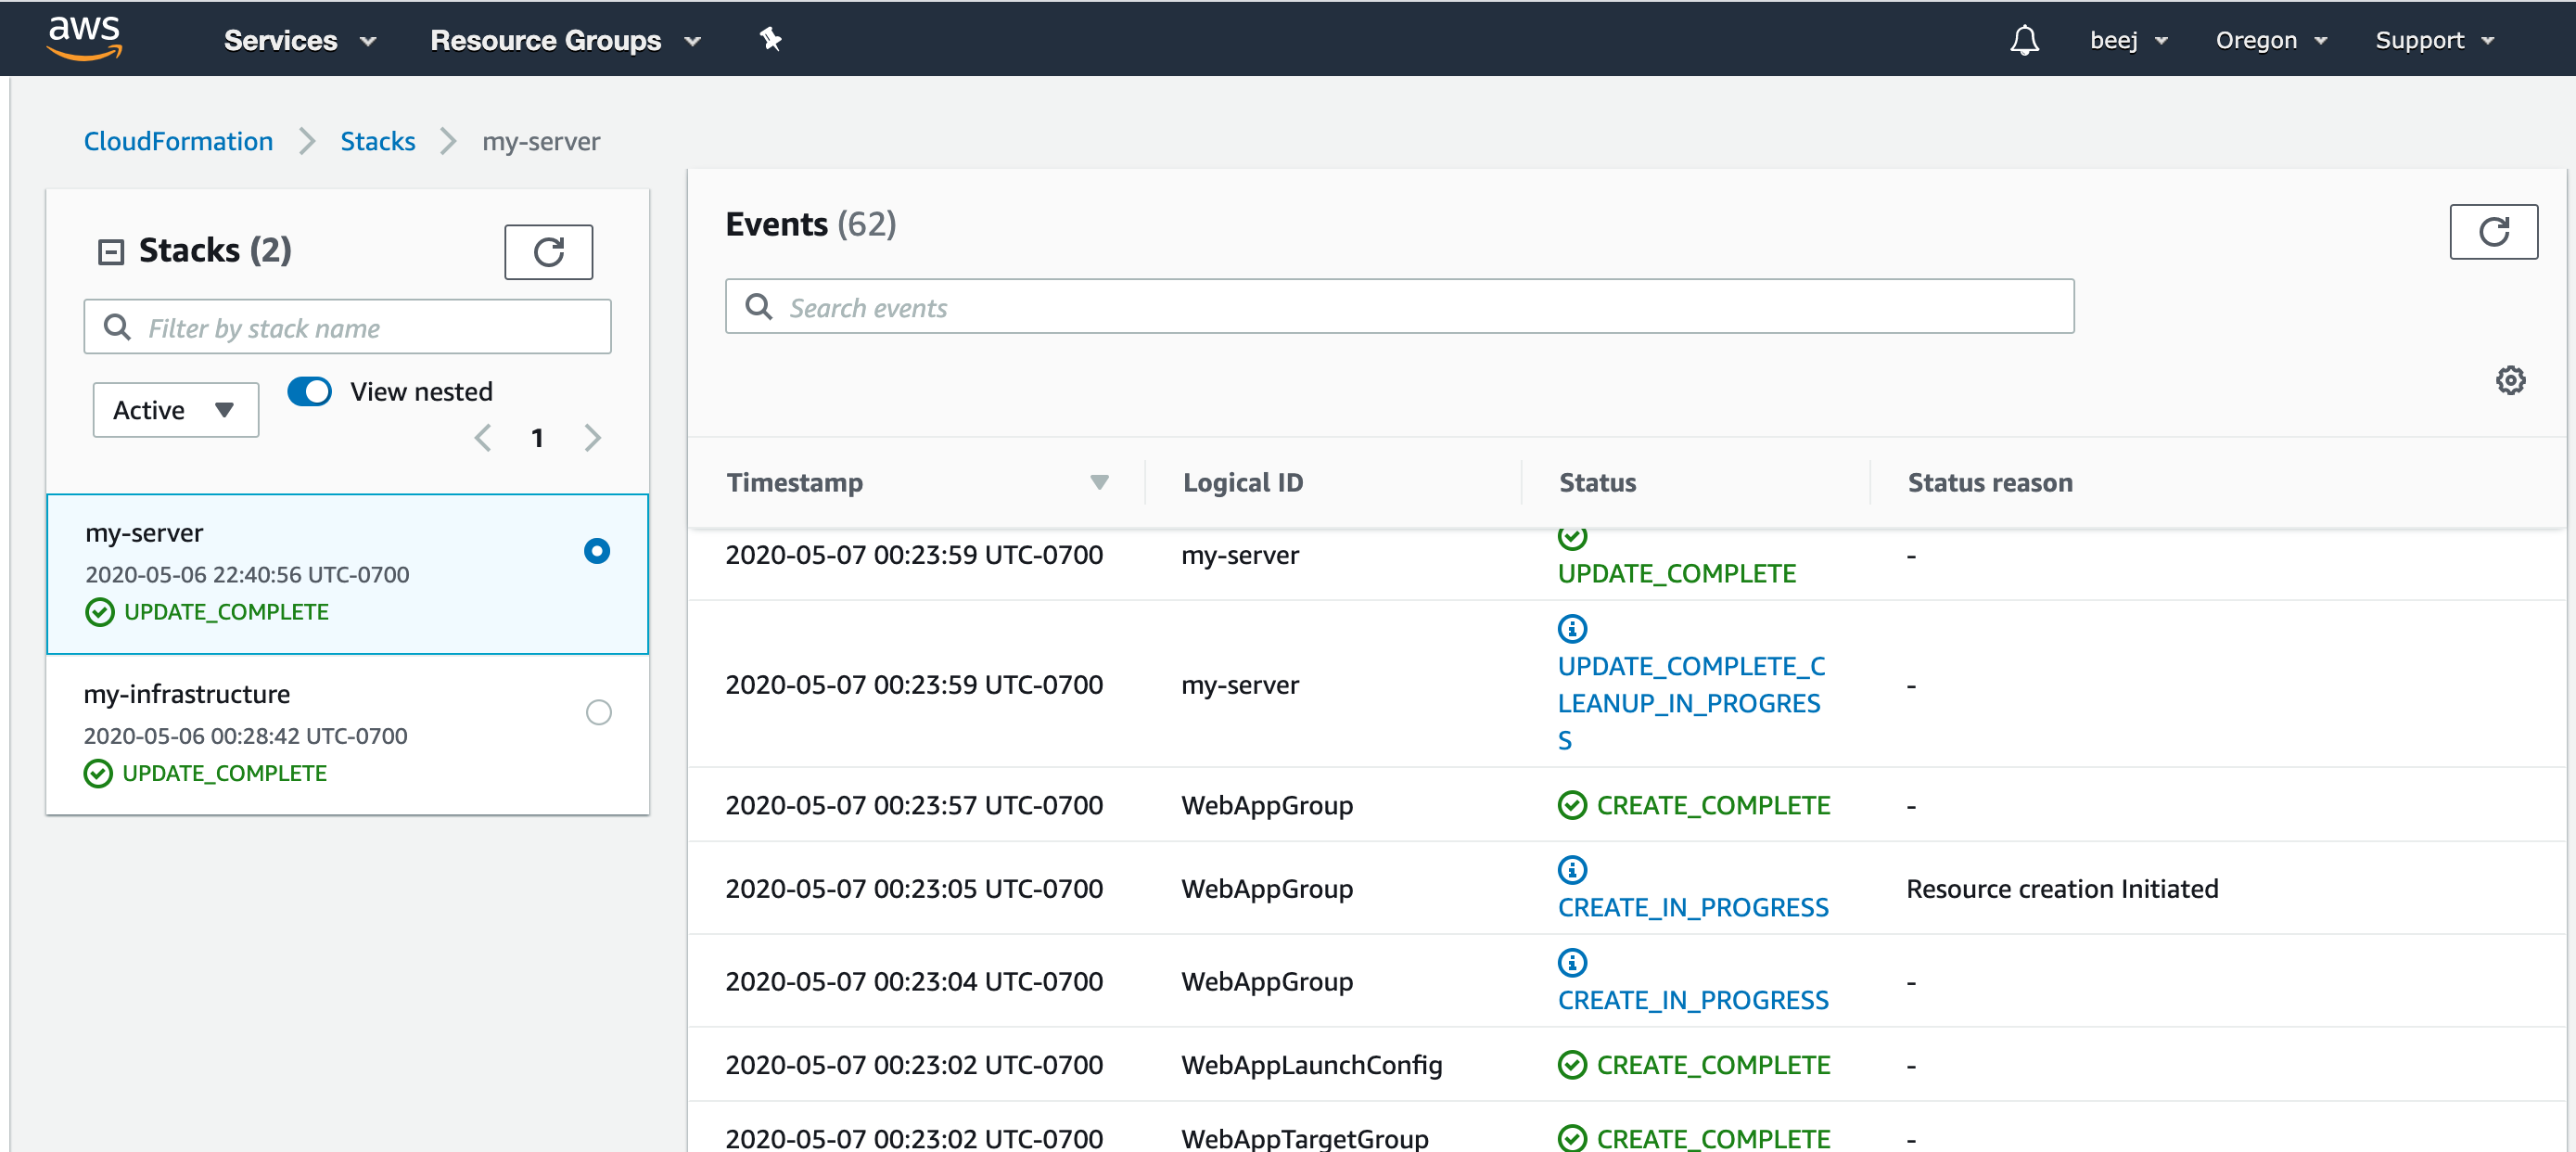 aws Services Resource Groups beej Oregon Support
CloudFormation Stacks my-server
Stacks (2)
Filter by stack name
Active View nested
1
my-server
2020-05-06 22:40:56 UTC-0700
UPDATE_COMPLETE
my-infrastructure
2020-05-06 00:28:42 UTC-0700
UPDATE_COMPLETE
Events (62)
Search events
Timestamp Logical ID Status Status reason
2020-05-07 00:23:59 UTC-0700 my-server UPDATE_COMPLETE -
2020-05-07 00:23:59 UTC-0700 my-server UPDATE_COMPLETE_C
LEANUP_IN_PROGRES
S -
2020-05-07 00:23:57 UTC-0700 WebAppGroup CREATE_COMPLETE -
2020-05-07 00:23:05 UTC-0700 WebAppGroup CREATE_IN_PROGRESS Resource creation Initiated
2020-05-07 00:23:04 UTC-0700 WebAppGroup CREATE_IN_PROGRESS -
2020-05-07 00:23:02 UTC-0700 WebAppLaunchConfig CREATE_COMPLETE -
2020-05-07 00:23:02 UTC-0700 WebAppTargetGroup CREATE_COMPLETE -